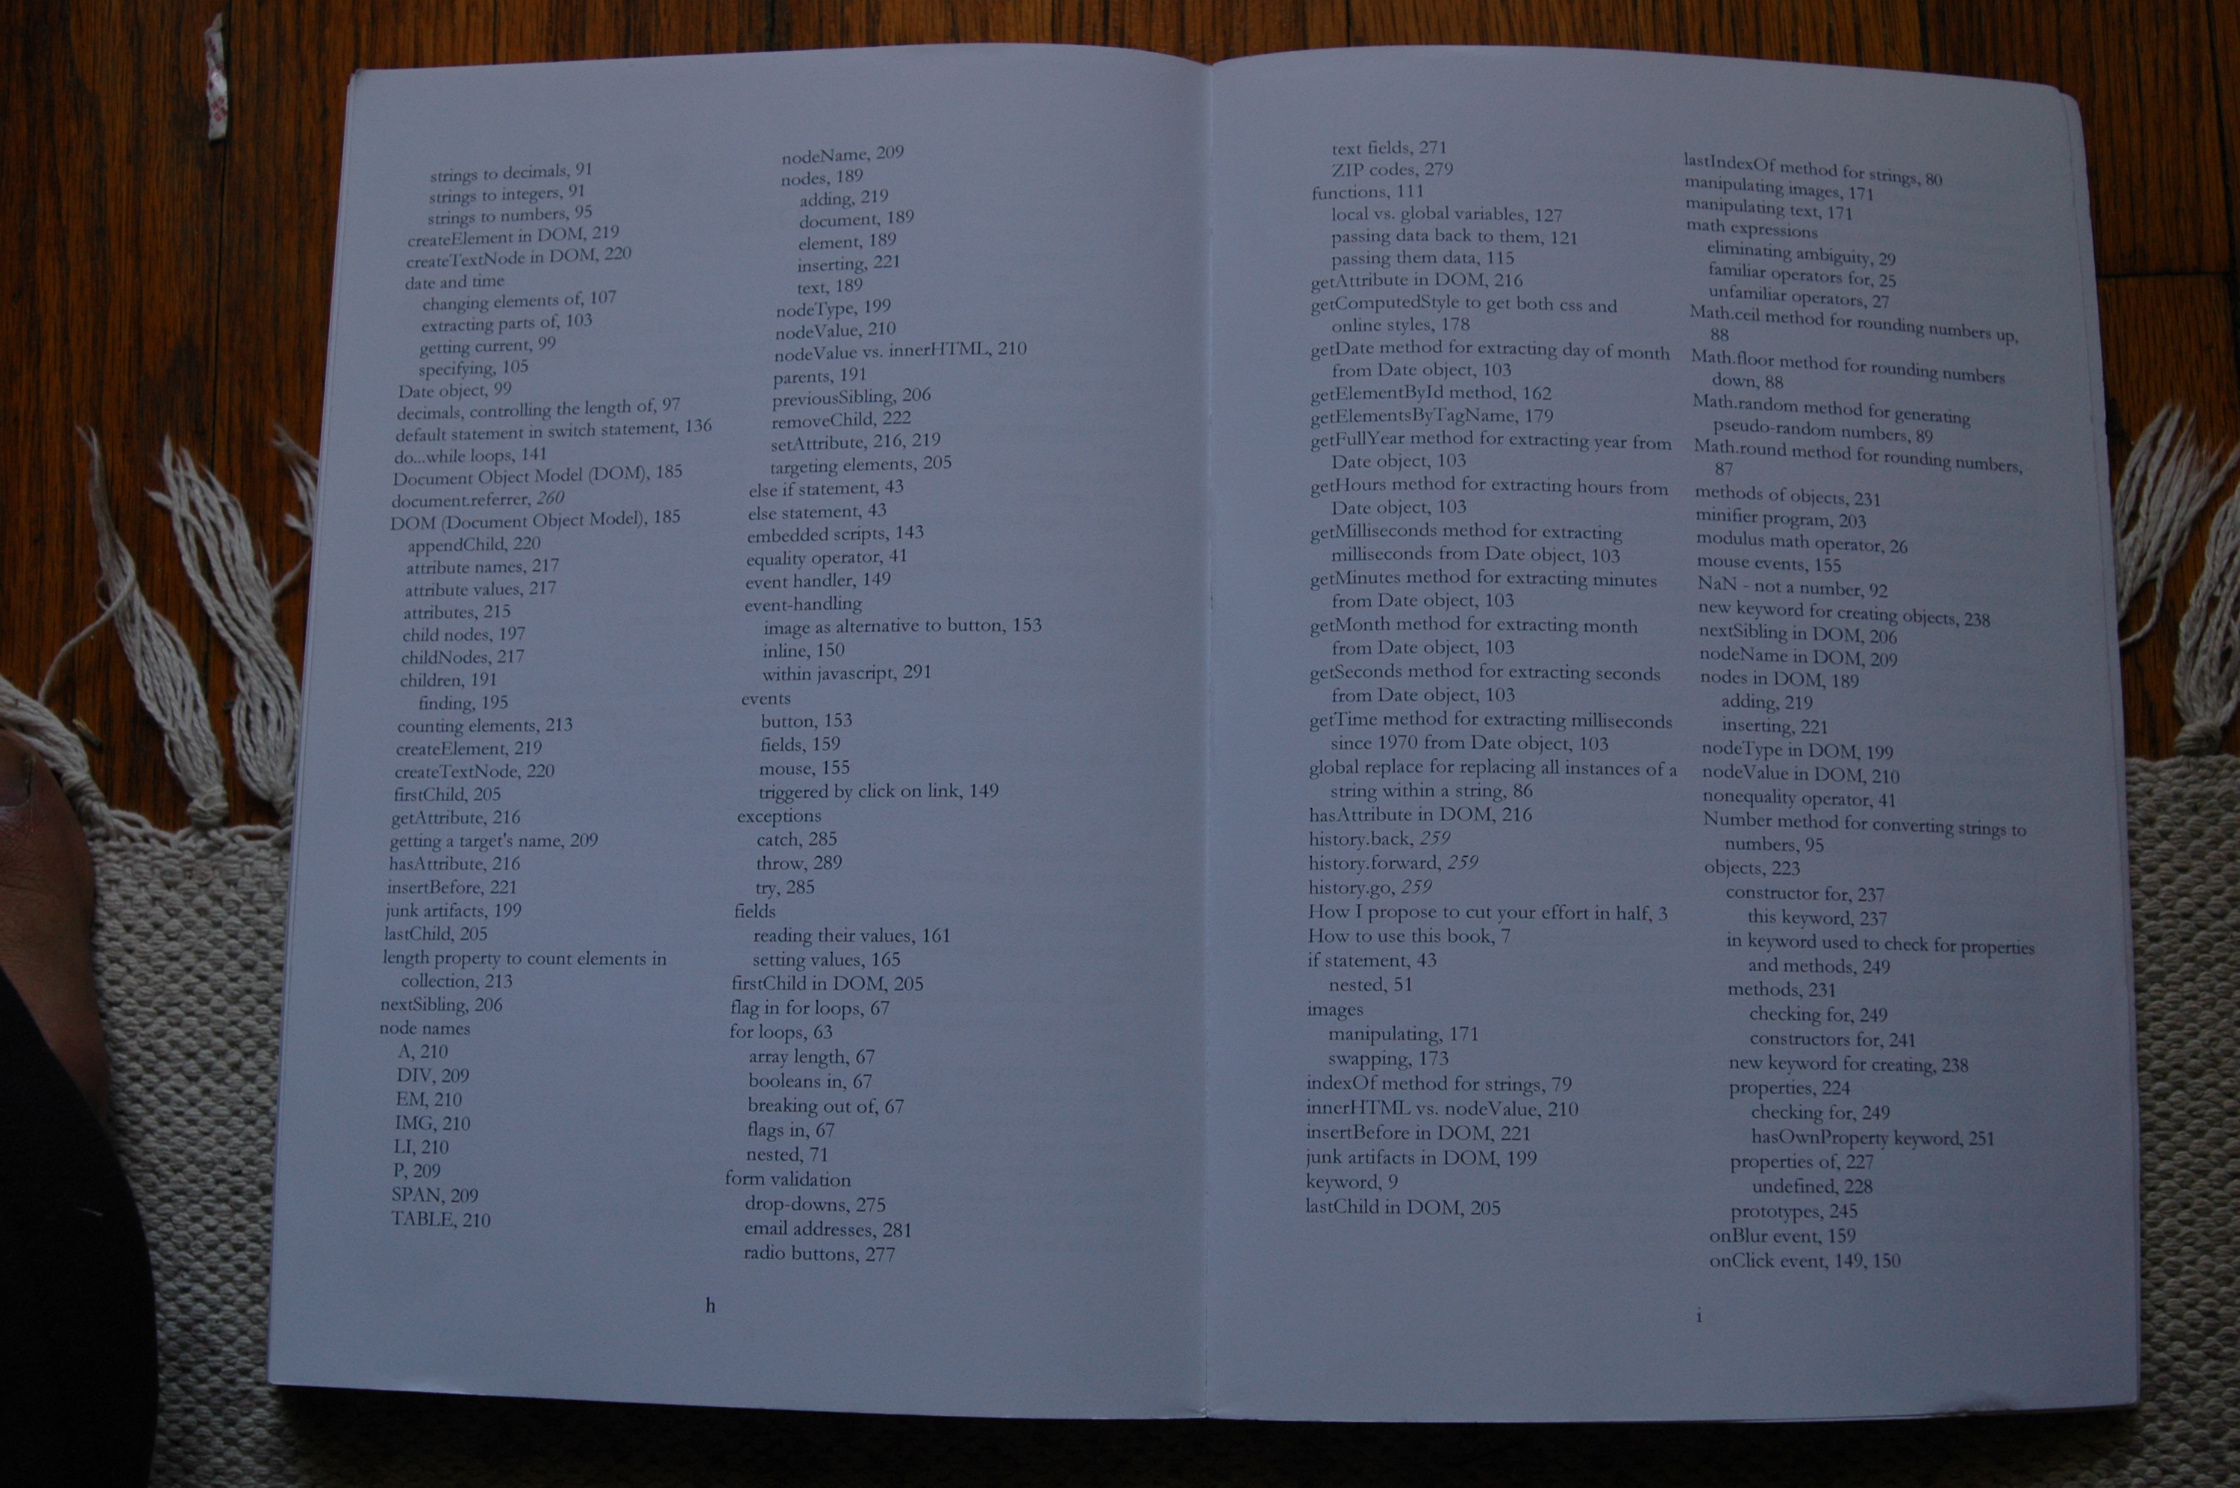 strings to decimals, 91
strings to integers, 91
strings to numbers, 95
createElement in DOM, 219
createTextNode in DOM, 220
date and time
changing elements of, 107
extracting parts of, 103
getting current, 99
specifying, 105
Date object, 99
decimals, controlling the length of, 97
default statement in switch statement, 136
do...while loops, 141
Document Object Model (DOM), 185
document.referrer, 260
DOM (Document Object Model), 185
appendChild, 220
attribute names, 217
attribute values, 217
attributes, 215
child nodes, 197
childNodes, 217
children, 191
finding, 195
counting elements, 213
createElement, 219
createTextNode, 220
firstChild, 205
getAttribute, 216
getting a target's name, 209
hasAttribute, 216
insertBefore, 221
junk artifacts, 199
lastChild, 205
length property to count elements in
collection, 213
nextSibling, 206
node names
A, 210
DIV, 209
EM, 210
IMG, 210
LI, 210
P, 209
SPAN, 209
TABLE, 210
nodeName, 209
nodes, 189
adding, 219
document, 189
element, 189
inserting, 221
text, 189
nodeType, 199
nodeValue, 210
nodeValue vs. innerHTML, 210
parents, 191
previousSibling, 206
removeChild, 222
setAttribute, 216, 219
targeting elements, 205
else if statement, 43
else statement, 43
embedded scripts, 143
equality operator, 41
event handler, 149
event-handling
image as alternative to button, 153
inline, 150
within javascript, 291
events
button, 153
fields, 159
mouse, 155
triggered by click on link, 149
exceptions
catch, 285
throw, 289
try, 285
fields
reading their values, 161
setting values, 165
firstChild in DOM, 205
flag in for loops, 67
for loops, 63
array length, 67
booleans in, 67
breaking out of, 67
flags in, 67
nested, 71
form validation
drop-downs, 275
email addresses, 281
radio buttons, 277
h
text fields, 271
ZIP codes, 279
functions, 111
local vs. global variables, 127
passing data back to them, 121
passing them data, 115
getAttribute in DOM, 216
getComputedStyle to get both css and
online styles, 178
getDate method for extracting day of month
from Date object, 103
getElementById method, 162
getElementsByTagName, 179
getFullYear method for extracting year from
Date object, 103
getHours method for extracting hours from
Date object, 103
getMilliseconds method for extracting
milliseconds from Date object, 103
getMinutes method for extracting minutes
from Date object, 103
getMonth method for extracting month
from Date object, 103
getSeconds method for extracting seconds
from Date object, 103
getTime method for extracting milliseconds
since 1970 from Date object, 103
global replace for replacing all instances of a
string within a string, 86
hasAttribute in DOM, 216
history.back, 259
history.forward, 259
history.go, 259
How I propose to cut your effort in half, 3
How to use this book, 7
if statement, 43
nested, 51
images
manipulating, 171
swapping, 173
indexOf method for strings, 79
innerHTML vs. nodeValue, 210
insertBefore in DOM, 221
junk artifacts in DOM, 199
keyword, 9
lastChild in DOM, 205
lastIndexOf method for strings, 80
manipulating images, 171
manipulating text, 171
math expressions
eliminating ambiguity, 29
familiar operators for, 25
unfamiliar operators, 27
Math.ceil method for rounding numbers up,
88
Math.floor method for rounding numbers
down, 88
Math.random method for generating
pseudo-random numbers, 89
Math.round method for rounding numbers,
87
methods of objects, 231
minifier program, 203
modulus math operator, 26
mouse events, 155
NaN - not a number, 92
new keyword for creating objects, 238
nextSibling in DOM, 206
nodeName in DOM, 209
nodes in DOM, 189
adding, 219
inserting, 221
nodeType in DOM, 199
nodeValue in DOM, 210
nonequality operator, 41
Number method for converting strings to
numbers, 95
objects, 223
constructor for, 237
this keyword, 237
in keyword used to check for properties
and methods, 249
methods, 231
checking for, 249
constructors for, 241
new keyword for creating, 238
properties, 224
checking for, 249
hasOwnProperty keyword, 251
properties of, 227
undefined, 228
prototypes, 245
onBlur event, 159
onClick event, 149, 150
i